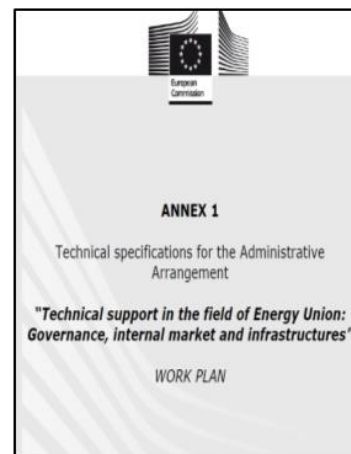 European
Commission
ANNEX 1
Technical specifications for the Administrative
Arrangement
"Technical support in the field of Energy Union:
Governance, internal market and infrastructures"
WORK PLAN